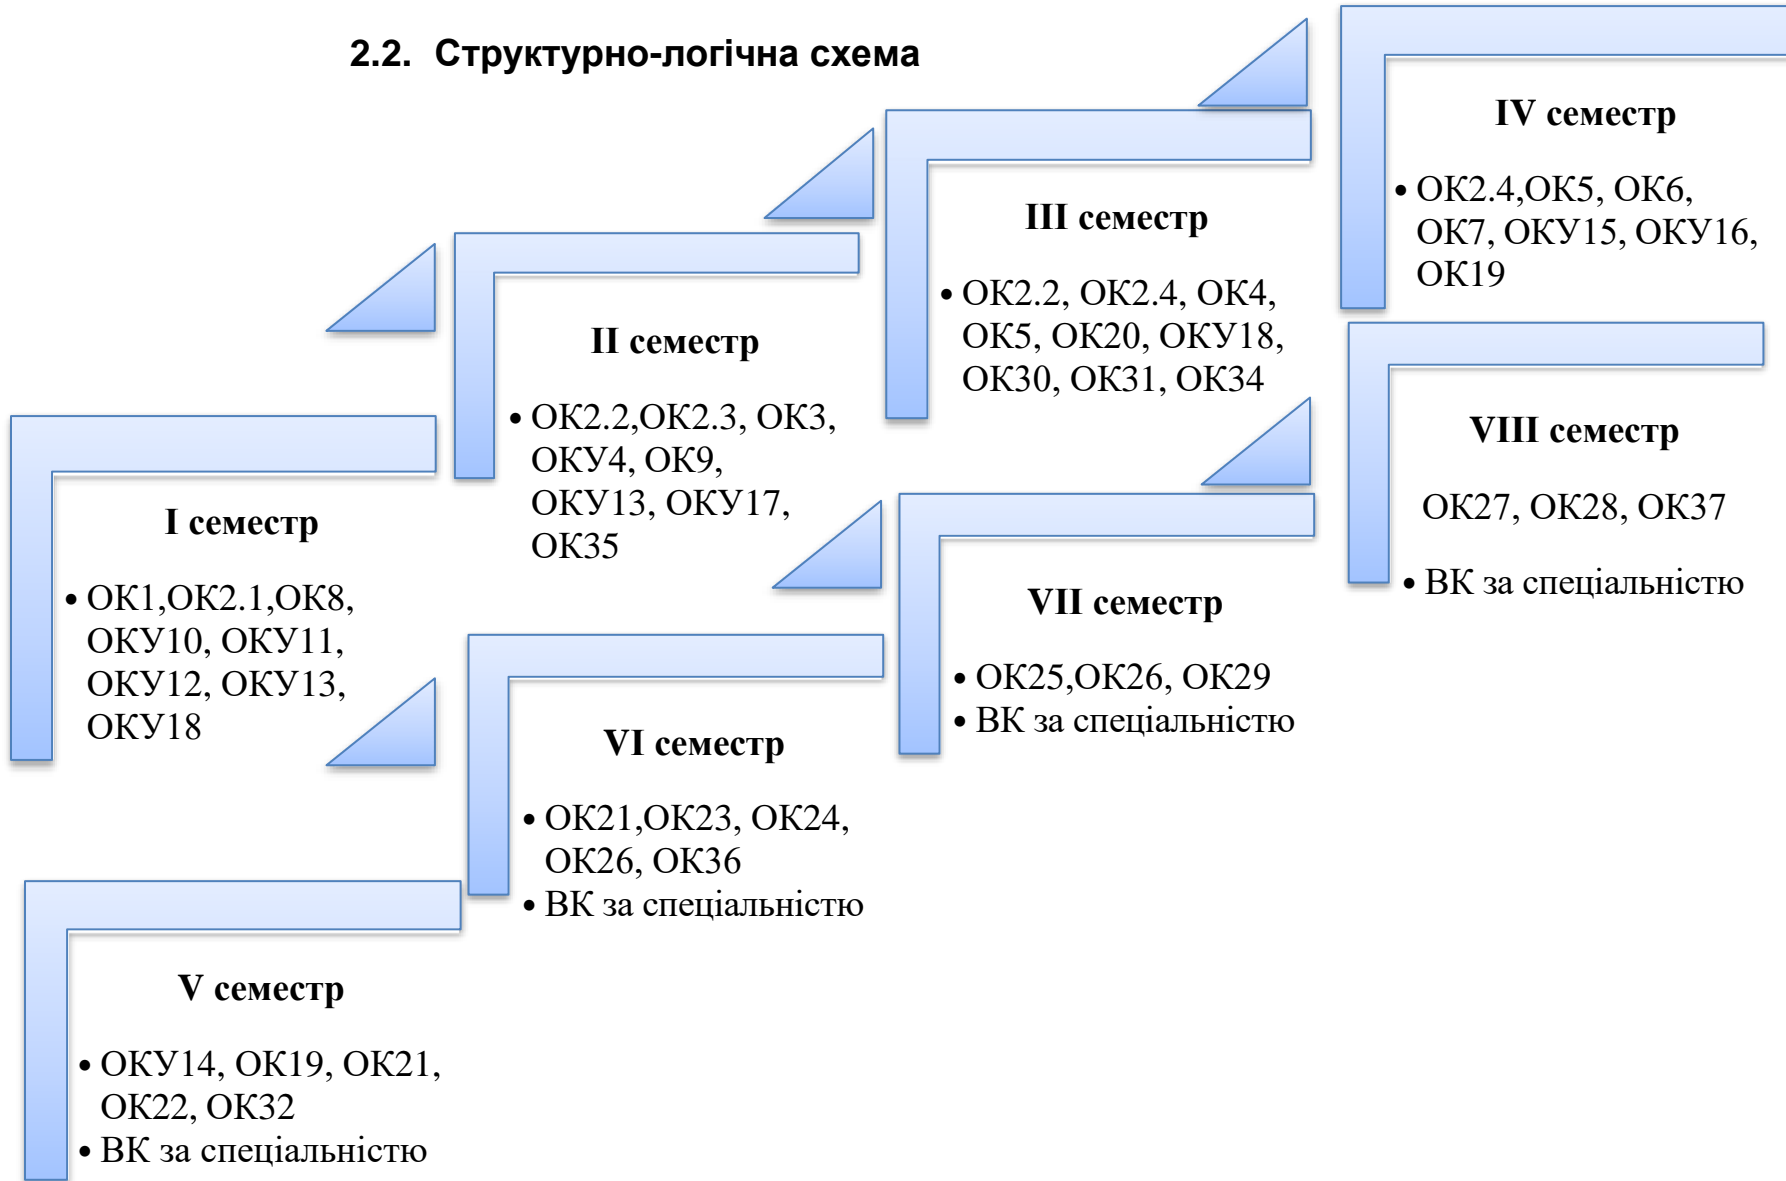 2.2. Структурно-логічна схема
I семестр
• ОК1,ОК2.1,ОК8,
ОКУ10, ОКУ11,
ОКУ12, ОКУ13,
ОКУ18
II семестр
• ОК2.2,ОК2.3, ОК3,
ОКУ4, ОК9,
ОКУ13, ОКУ17,
ОК35
III семестр
• ОК2.2, ОК2.4, ОК4,
ОК5, ОК20, ОКУ18,
ОК30, ОК31, ОК34
IV семестр
• ОК2.4,ОК5, ОК6,
ОК7, ОКУ15, ОКУ16,
ОК19
V семестр
• ОКУ14, ОК19, ОК21,
ОК22, ОК32
• ВК за спеціальністю
VI семестр
• ОК21,ОК23, ОК24,
ОК26, ОК36
• ВК за спеціальністю
VII семестр
• ОК25,ОК26, ОК29
• ВК за спеціальністю
VIII семестр
ОК27, ОК28, ОК37
• ВК за спеціальністю